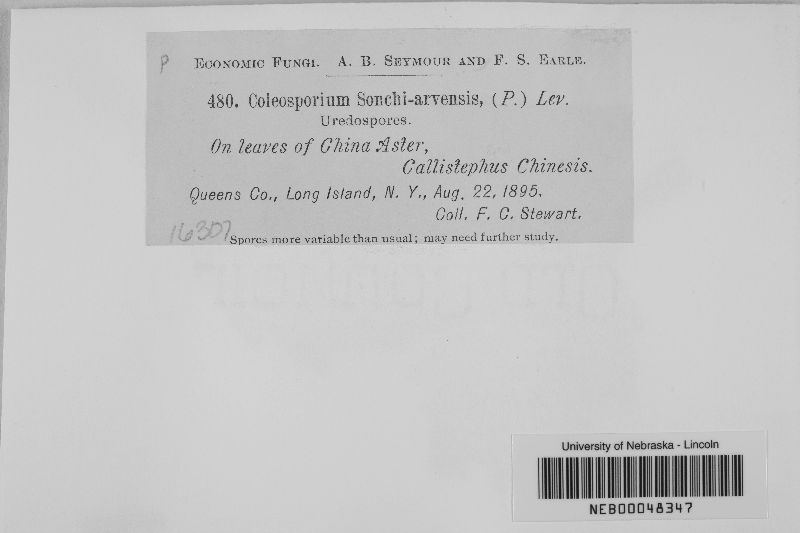 P
Economic Fungi. A. B. Seymour and F. S. Earle.
480. Coleosporium Sonchi-arvensis, (P.) Lev.
Uredospores.
On leaves of China Aster,
Callistephus Chinesis.
Queens Co., Long Island, N. Y., Aug. 22, 1895.
Coll. F. C. Stewart.
16307
Spores more variable than usual; may need further study.
University of Nebraska - Lincoln
NEB00048347